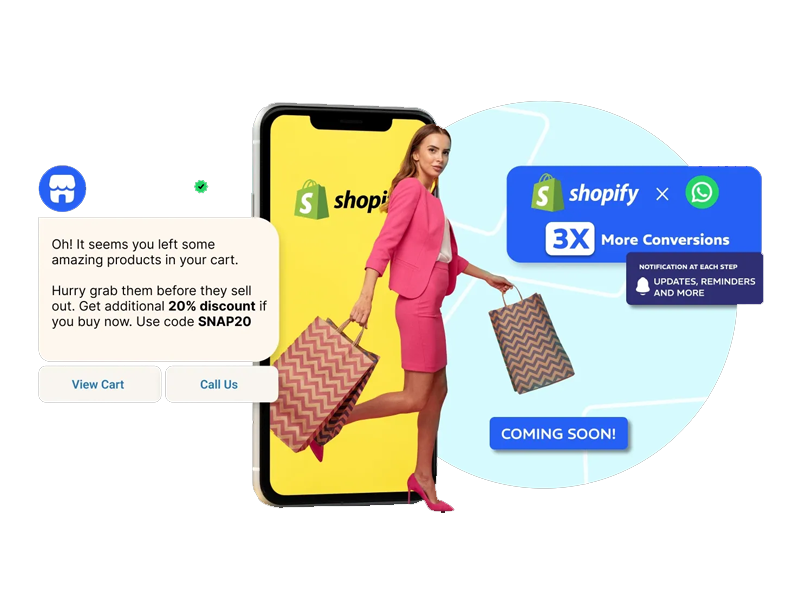 Oh! It seems you left some
amazing products in your cart.
Hurry grab them before they sell
out. Get additional 20% discount if
you buy now. Use code SNAP20
View Cart
Call Us
shopi
shopify
3X More Conversions
NOTIFICATION AT EACH STEP
UPDATES, REMINDERS
AND MORE
COMING SOON!